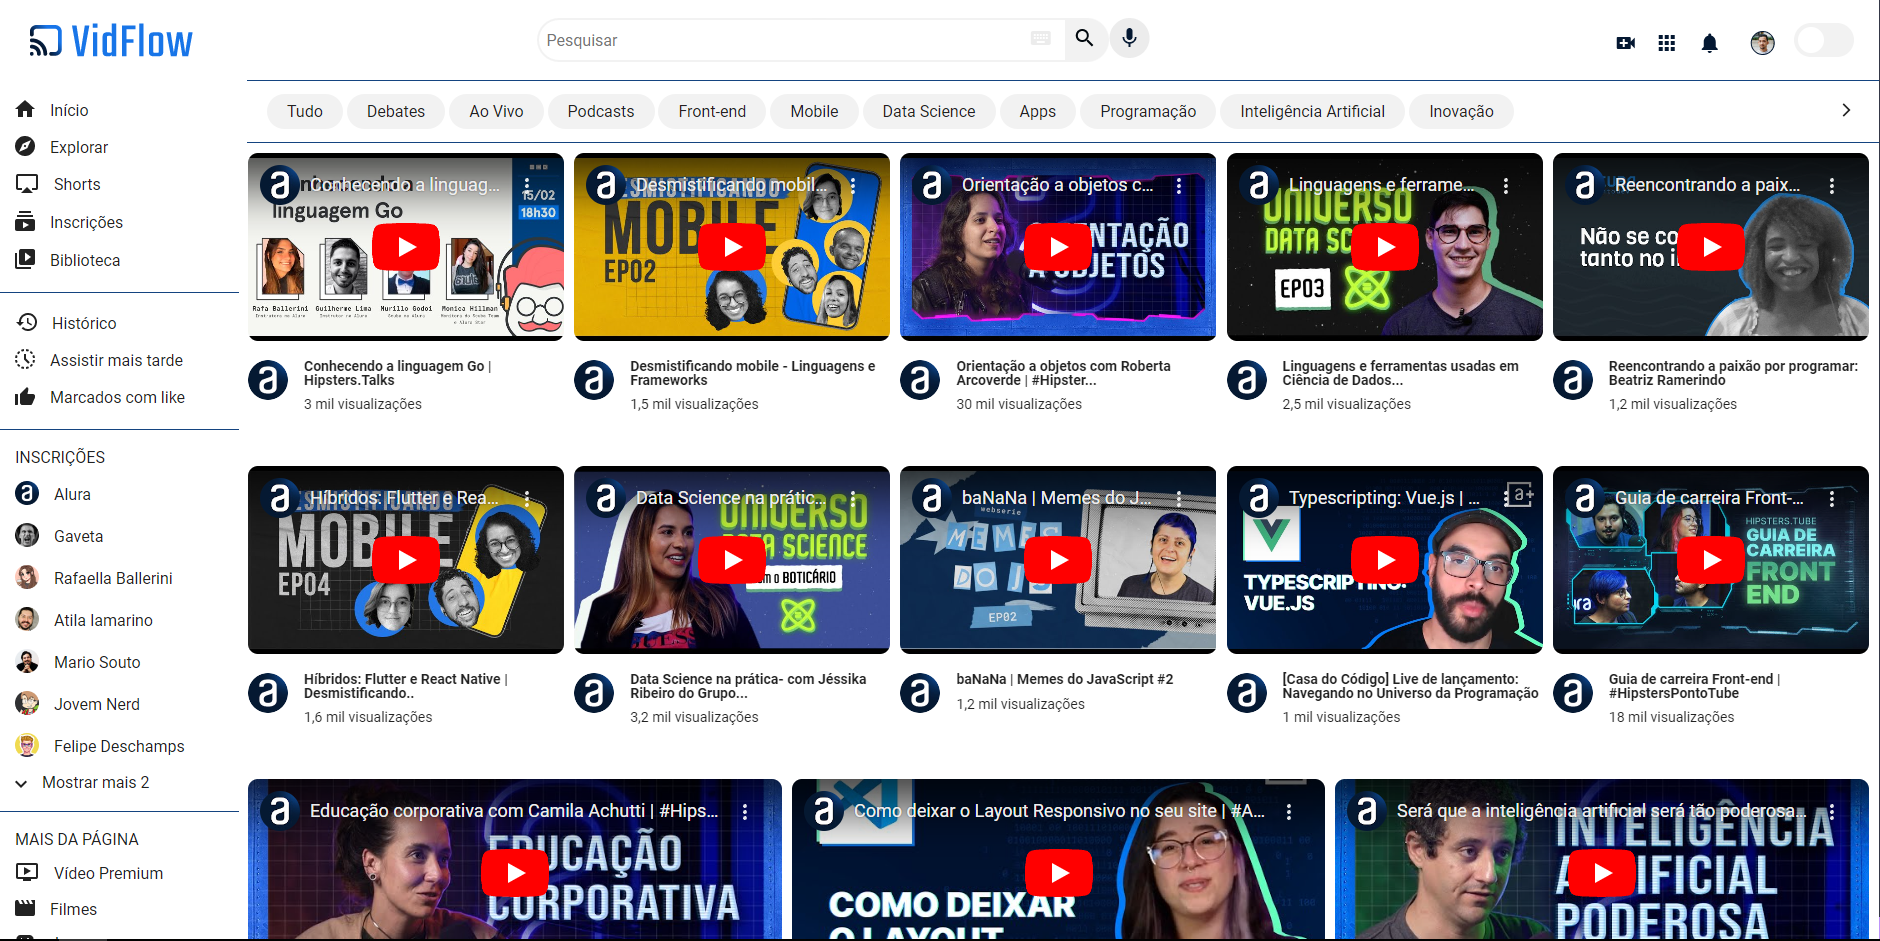 VidFlow
Pesquisar
Início
Explorar
Shorts
Inscrições
Biblioteca
Histórico
Assistir mais tarde
Marcados com like
INSCRIÇÕES
Alura
Gaveta
Rafaella Ballerini
Atila Iamarino
Mario Souto
Jovem Nerd
Felipe Deschamps
Mostrar mais 2
MAIS DA PÁGINA
Vídeo Premium
Filmes
Tudo
Debates
Ao Vivo
Podcasts
Front-end
Mobile
Data Science
Apps
Programação
Inteligência Artificial
Inovação
Conhecendo a linguag...
linguagem Go
15/02
18h30
Rafa Ballerini
Guilherme Lima
Murillo Godoi
Monica Hillman
Conhecendo a linguagem Go |
Hipsters.Talks
3 mil visualizações
Desmistificando mobil...
DESMISTIFICANDO
MOBILE
EP02
Desmistificando mobile - Linguagens e
Frameworks
1,5 mil visualizações
Orientação a objetos c...
ORIENTAÇÃO
A OBJETOS
Orientação a objetos com Roberta
Arcoverde | #Hipster...
30 mil visualizações
Linguagens e ferrame...
UNIVERSO
DATA SC
EP03
Linguagens e ferramentas usadas em
Ciência de Dados...
2,5 mil visualizações
Reencontrando a paix...
Não se co
tanto no i
Reencontrando a paixão por programar:
Beatriz Ramerindo
1,2 mil visualizações
Híbridos: Flutter e Rea...
DESMISTIFICANDO
MOBILE
EP04
Híbridos: Flutter e React Native |
Desmistificando..
1,6 mil visualizações
Data Science na prátic...
UNIVERSO
DATA SCIENCE
com o BOTICÁRIO
Data Science na prática- com Jéssika
Ribeiro do Grupo...
3,2 mil visualizações
baNaNa | Memes do J...
webserie
MEMES
DO JS
EP02
baNaNa | Memes do JavaScript #2
1,2 mil visualizações
Typescripting: Vue.js | ...
a+
TYPESCRIPTING:
VUE.JS
[Casa do Código] Live de lançamento:
Navegando no Universo da Programação
1 mil visualizações
Guia de carreira Front-...
HIPSTERS.TUBE
GUIA DE
CARREIRA
FRONT
END
Guia de carreira Front-end |
#HipstersPontoTube
18 mil visualizações
Educação corporativa com Camila Achutti | #Hips...
EDUCAÇÃO
CORPORATIVA
Como deixar o Layout Responsivo no seu site | #A...
COMO DEIXAR
O LAYOUT
Será que a inteligência artificial será tão poderosa...
INTELIGÊNCIA
ARTIFICIAL
PODEROSA